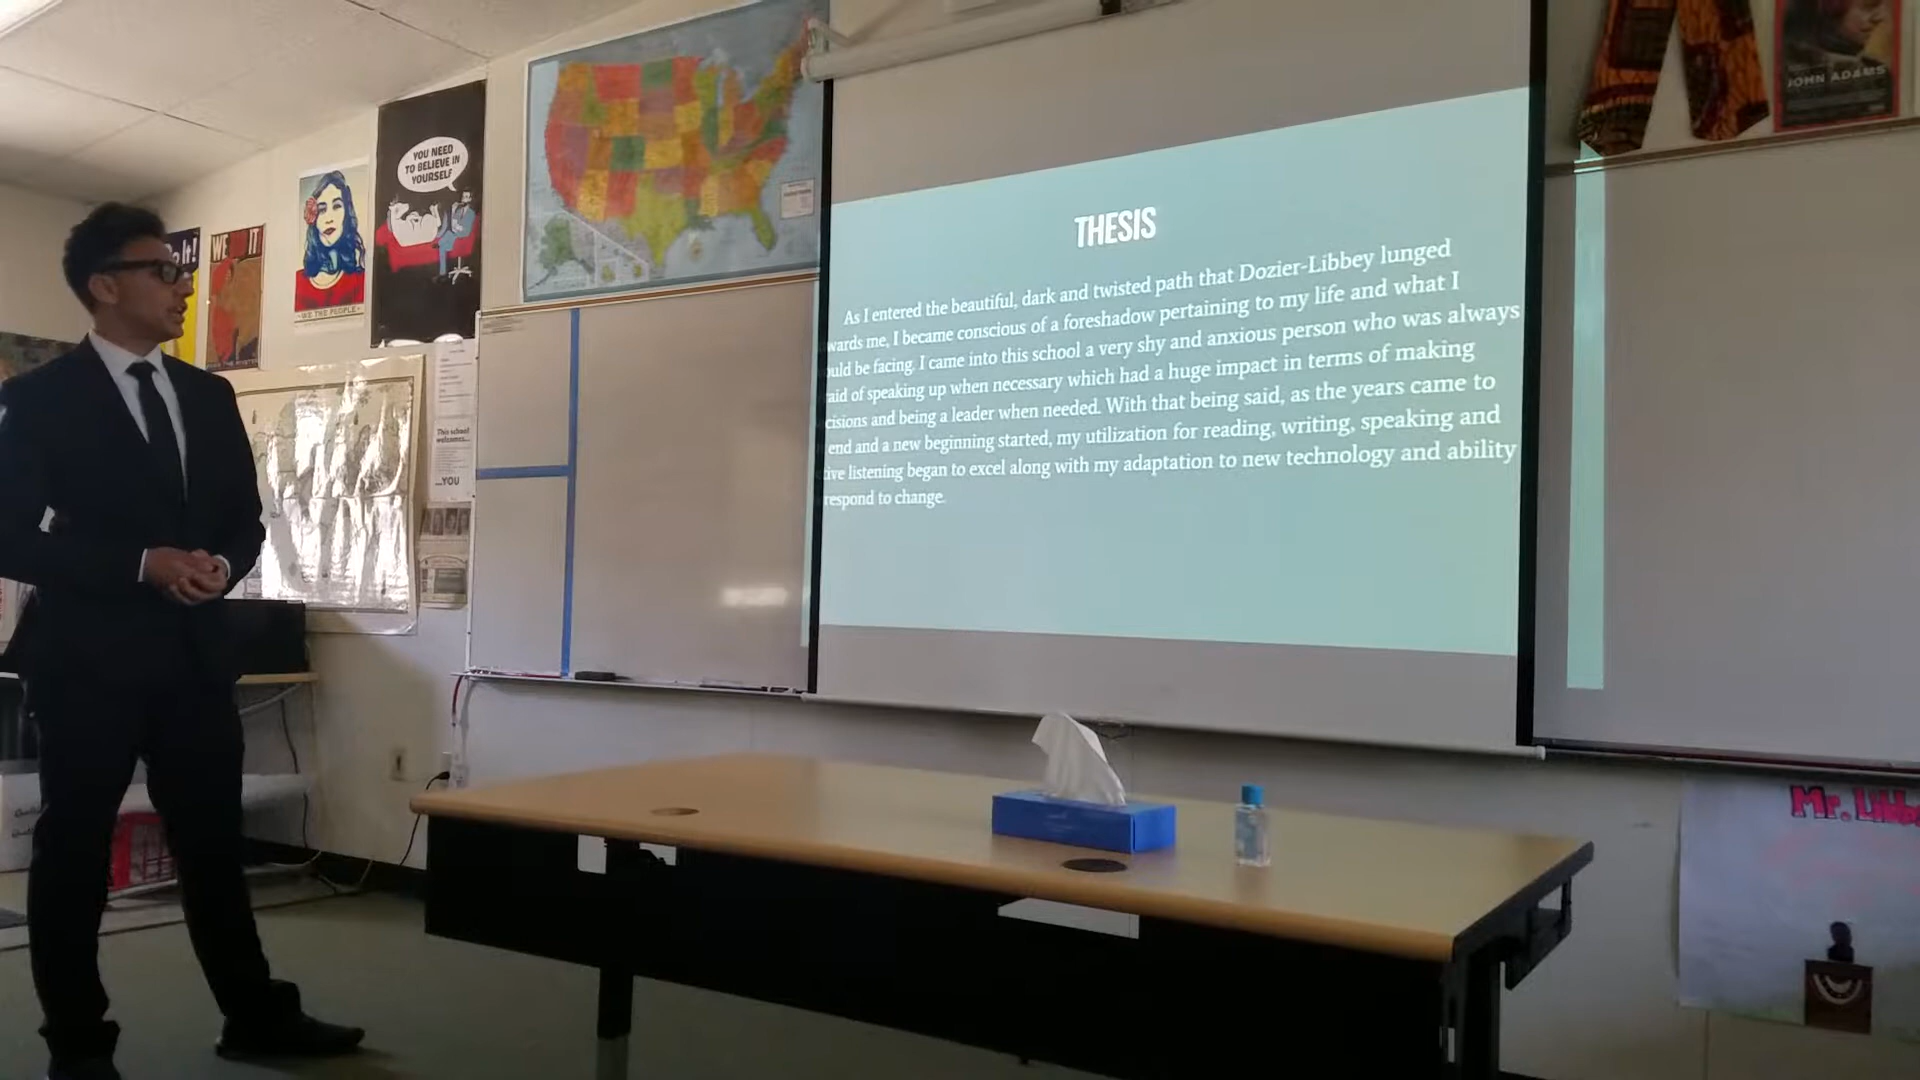 YOU NEED
TO BELIEVE IN
YOURSELF
JOHN ADAMS
THESIS
As I entered the beautiful, dark and twisted path that Dozier-Libbey lunged
wards me, I became conscious of a foreshadow pertaining to my life and what I
uld be facing. I came into this school a very shy and anxious person who was always
aid of speaking up when necessary which had a huge impact in terms of making
cisions and being a leader when needed. With that being said, as the years came to
end and a new beginning started, my utilization for reading, writing, speaking and
ive listening began to excel along with my adaptation to new technology and ability
respond to change.
o It!
WE IT
WE THE PEOPLE
This school
welcomes...
...YOU
Mr. Libb